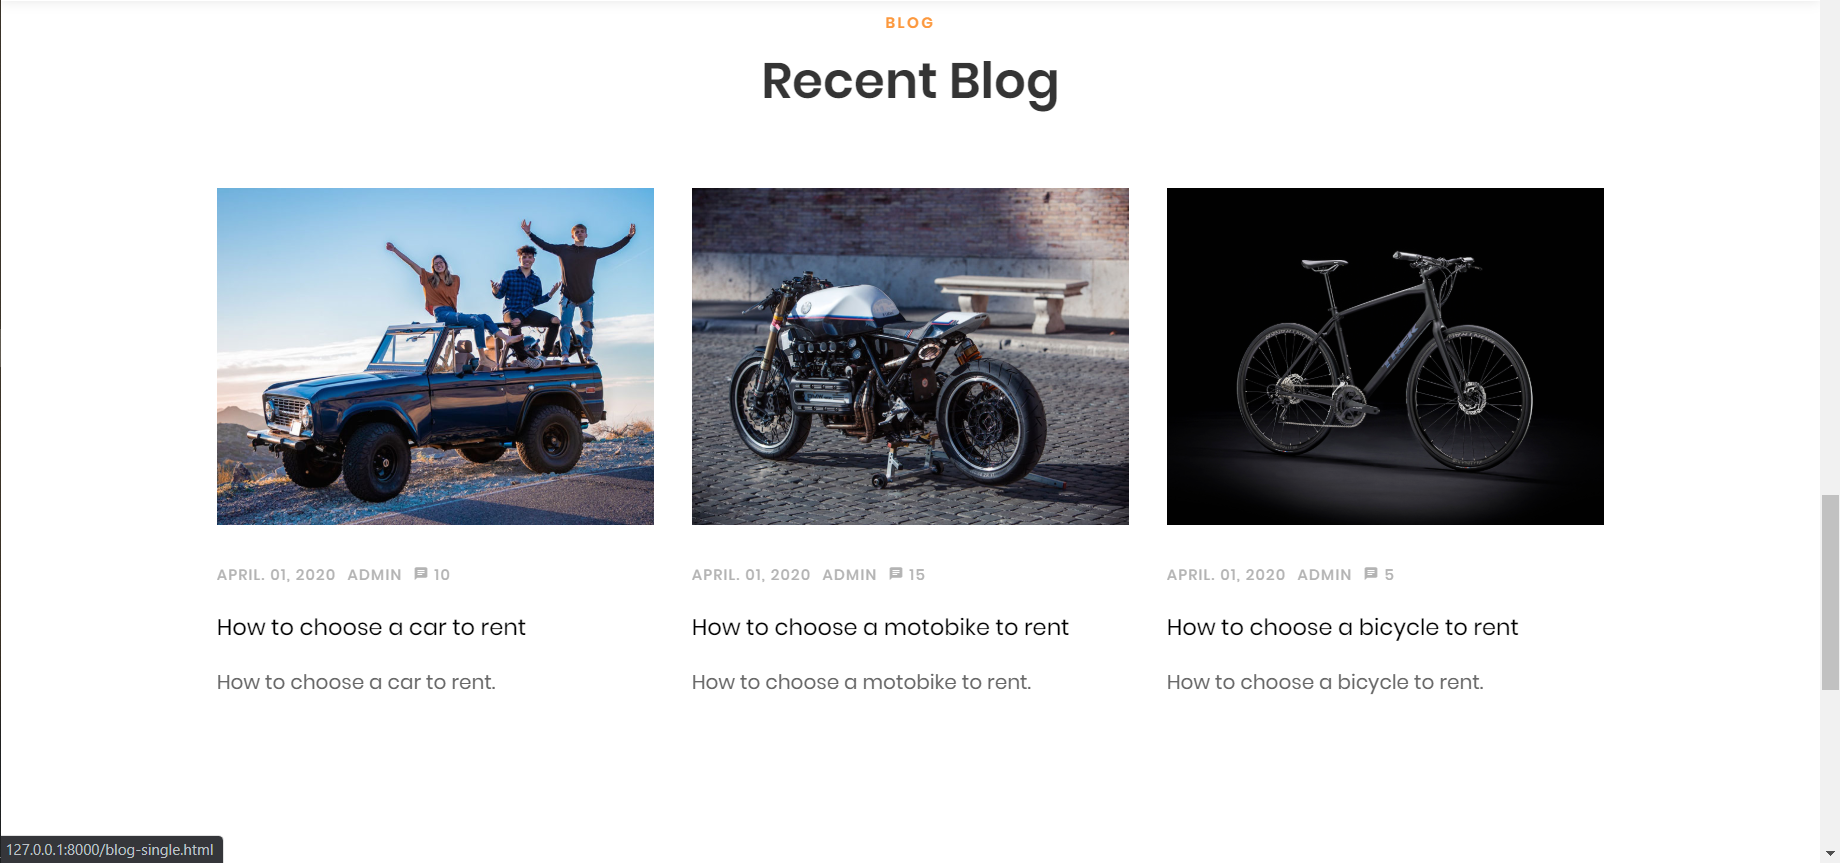 BLOG
Recent Blog
TREK
APRIL. 01, 2020 ADMIN 10
How to choose a car to rent
How to choose a car to rent.
APRIL. 01, 2020 ADMIN 15
How to choose a motobike to rent
How to choose a motobike to rent.
APRIL. 01, 2020 ADMIN 5
How to choose a bicycle to rent
How to choose a bicycle to rent.
127.0.0.1:8000/blog-single.html